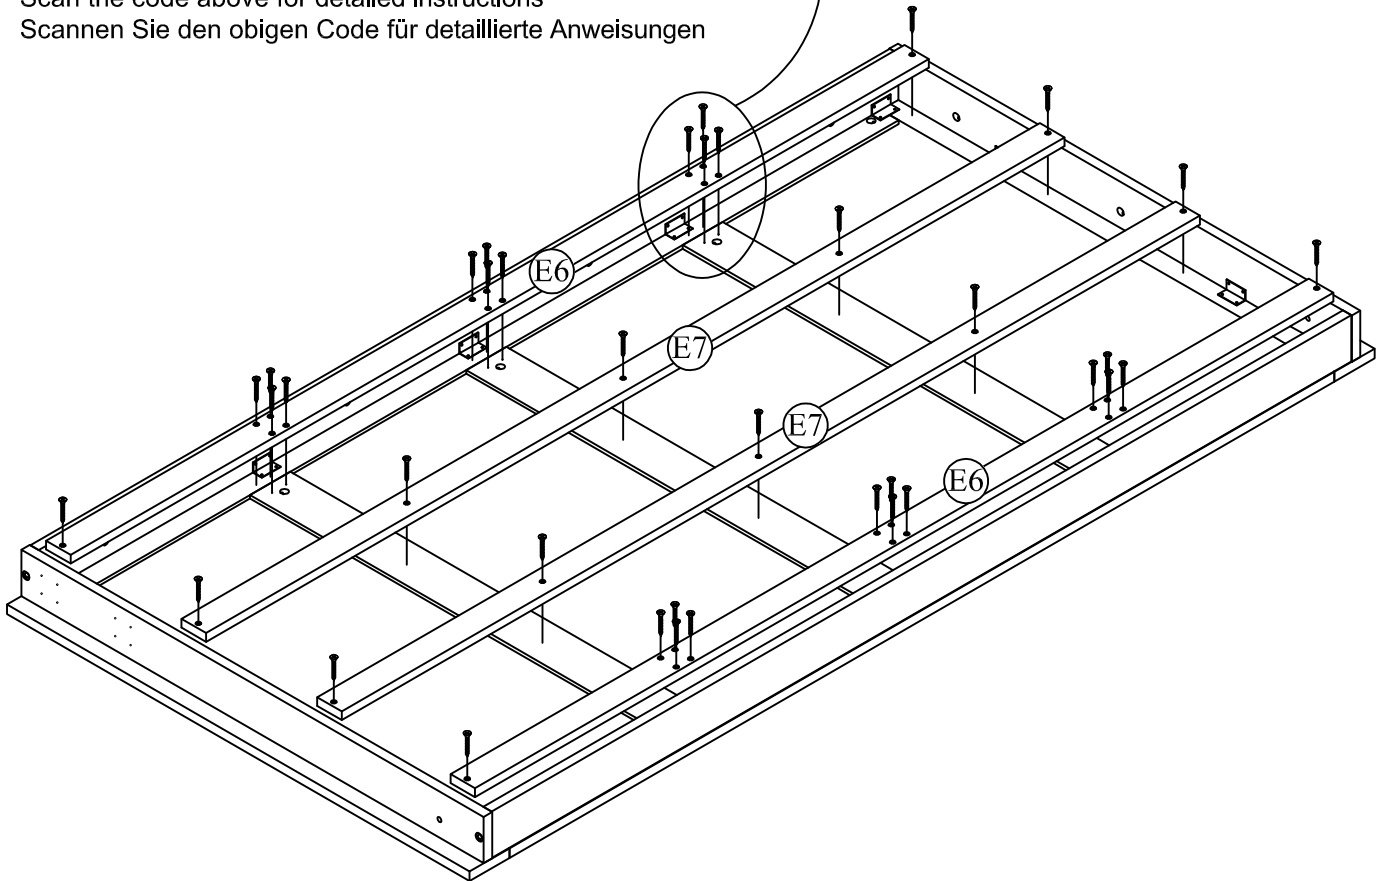 Scan the code above for detailed instructions
Scannen Sie den obigen Code für detaillierte Anweisungen
E6
E7
E7
E6